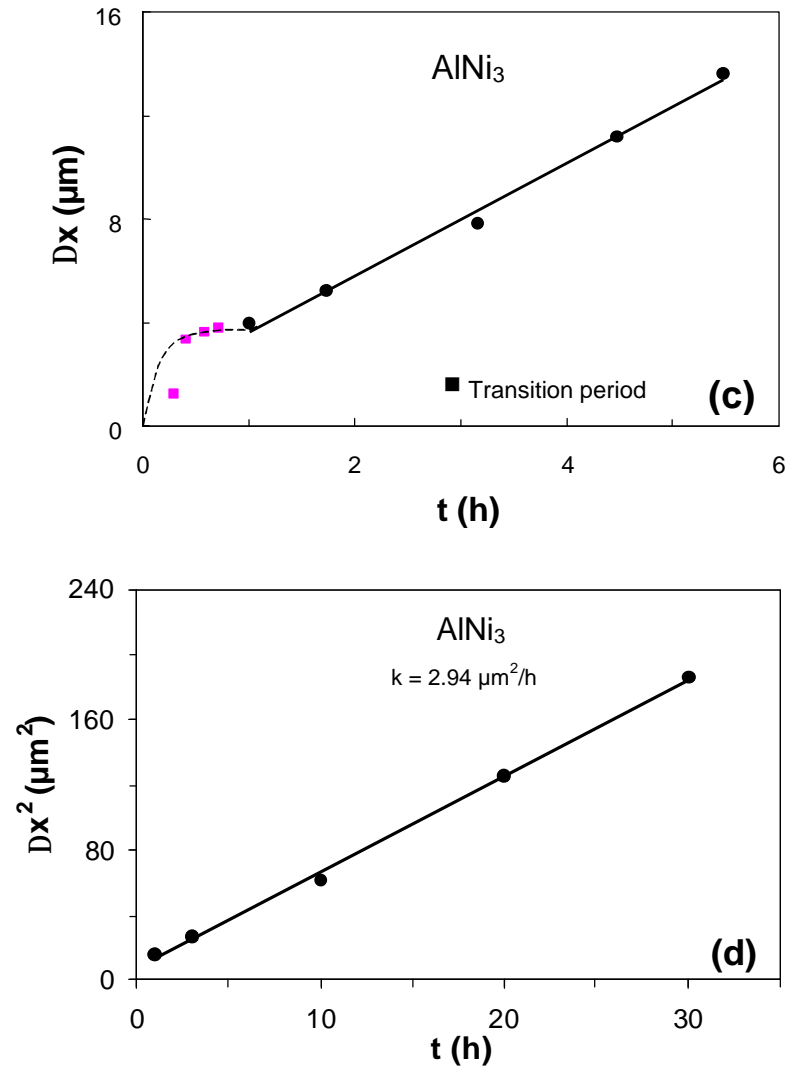 16
AlNi₃
Dx (µm)
8
Transition period
(c)
0
0 2 4 6
t (h)
240
AlNi₃
k = 2.94 µm²/h
160
Dx² (µm²)
80
(d)
0
0 10 20 30
t (h)